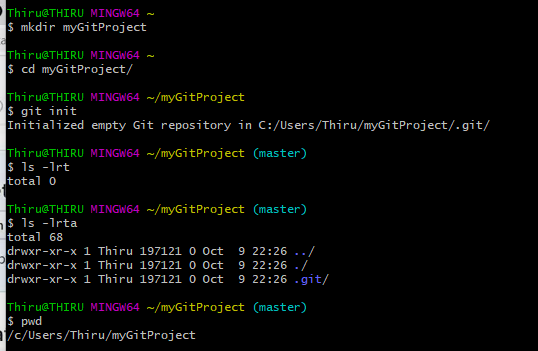 Thiru@THIRU MINGW64 ~
$ mkdir myGitProject
Thiru@THIRU MINGW64 ~
$ cd myGitProject/
Thiru@THIRU MINGW64 ~/myGitProject
$ git init
Initialized empty Git repository in C:/Users/Thiru/myGitProject/.git/
Thiru@THIRU MINGW64 ~/myGitProject (master)
$ ls -lrt
total 0
Thiru@THIRU MINGW64 ~/myGitProject (master)
$ ls -lrta
total 68
drwxr-xr-x 1 Thiru 197121 0 Oct  9 22:26 ../
drwxr-xr-x 1 Thiru 197121 0 Oct  9 22:26 ./
drwxr-xr-x 1 Thiru 197121 0 Oct  9 22:26 .git/
Thiru@THIRU MINGW64 ~/myGitProject (master)
$ pwd
/c/Users/Thiru/myGitProject